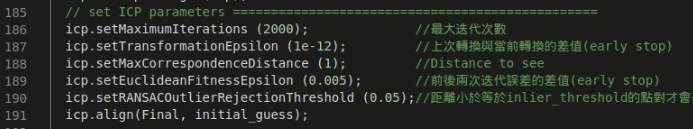 185 // set ICP parameters ================================================
186 icp.setMaximumIterations (2000); //最大迭代次數
187 icp.setTransformationEpsilon (1e-12); //上次轉換與當前轉換的差值(early stop)
188 icp.setMaxCorrespondenceDistance (1); //Distance to see
189 icp.setEuclideanFitnessEpsilon (0.005); //前後兩次迭代誤差的差值(early stop)
190 icp.setRANSACOutlierRejectionThreshold (0.05);//距離小於等於inlier_threshold的點對才會
191 icp.align(Final, initial_guess);